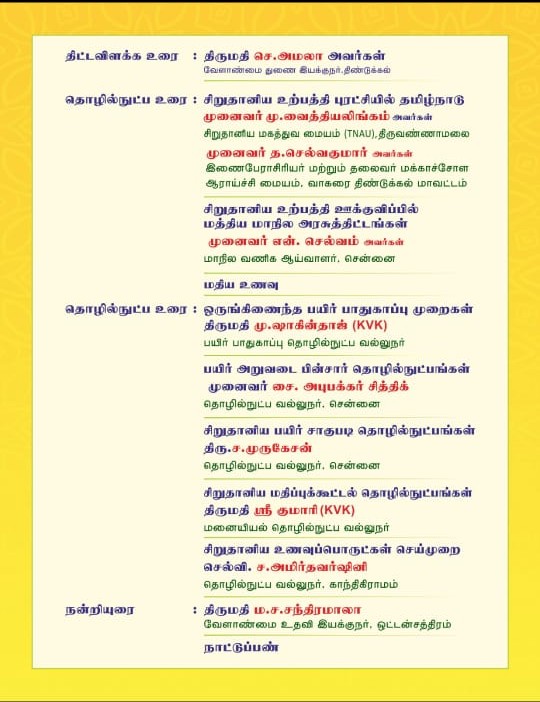 திட்டவிளக்க உரை : திருமதி செ.அமலா அவர்கள்
வேளாண்மை துணை இயக்குநர்,திண்டுக்கல்
தொழில்நுட்ப உரை : சிறுதானிய உற்பத்தி புரட்சியில் தமிழ்நாடு
முனைவர் மு.வைத்தியலிங்கம் அவர்கள்
சிறுதானிய மகத்துவ மையம் (TNAU),திருவண்ணாமலை
முனைவர் த.செல்வகுமார் அவர்கள்
இணைபேராசிரியர் மற்றும் தலைவர் மக்காச்சோள
ஆராய்ச்சி மையம், வாகரை திண்டுக்கல் மாவட்டம்
சிறுதானிய உற்பத்தி ஊக்குவிப்பில்
மத்திய மாநில அரசுத்திட்டங்கள்
முனைவர் என். செல்வம் அவர்கள்
மாநில வணிக ஆய்வாளர், சென்னை
மதிய உணவு
தொழில்நுட்ப உரை : ஒருங்கிணைந்த பயிர் பாதுகாப்பு முறைகள்
திருமதி மு.ஷாகின்தாஜ் (KVK)
பயிர் பாதுகாப்பு தொழில்நுட்ப வல்லுநர்
பயிர் அறுவடை பின்சார் தொழில்நுட்பங்கள்
முனைவர் சை. அபுபக்கர் சித்திக்
தொழில்நுட்ப வல்லுநர், சென்னை
சிறுதானிய பயிர் சாகுபடி தொழில்நுட்பங்கள்
திரு.ச.முருகேசன்
தொழில்நுட்ப வல்லுநர், சென்னை
சிறுதானிய மதிப்புக்கூட்டல் தொழில்நுட்பங்கள்
திருமதி ஸ்ரீ குமாரி (KVK)
மனையியல் தொழில்நுட்ப வல்லுநர்
சிறுதானிய உணவுப்பொருட்கள் செய்முறை
செல்வி. ச.அமிர்தவர்ஷினி
தொழில்நுட்ப வல்லுநர், காந்திகிராமம்
நன்றியுரை : திருமதி ம.ச.சந்திரமாலா
வேளாண்மை உதவி இயக்குநர், ஒட்டன்சத்திரம்
நாட்டுப்பண்